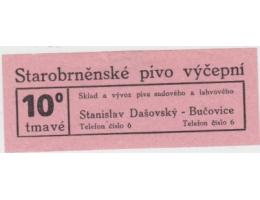 Starobrněnské pivo výčepní
10°
tmavé
Sklad a vývoz piva sudového a lahvového
Stanislav Dašovský - Bučovice
Telefon číslo 6 Telefon číslo 6